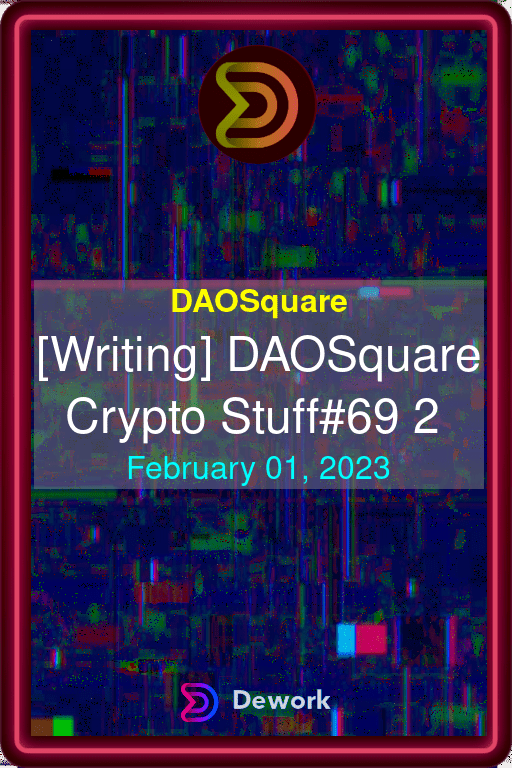 DAOSquare
[Writing] DAOSquare
Crypto Stuff#69 2
February 01, 2023
Dework